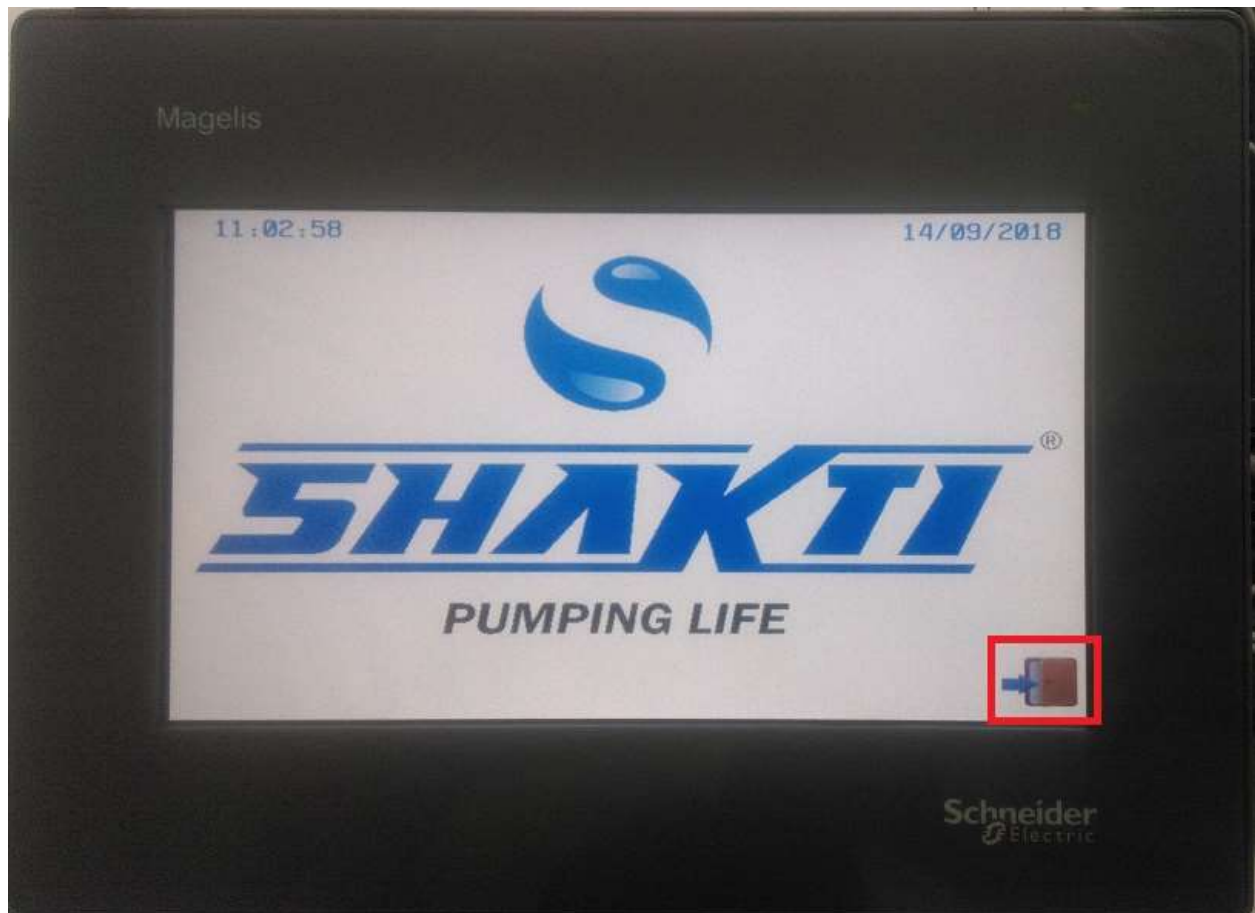 Magelis
11:02:58 14/09/2018
SHAKTI ®
PUMPING LIFE
Schneider
Electric